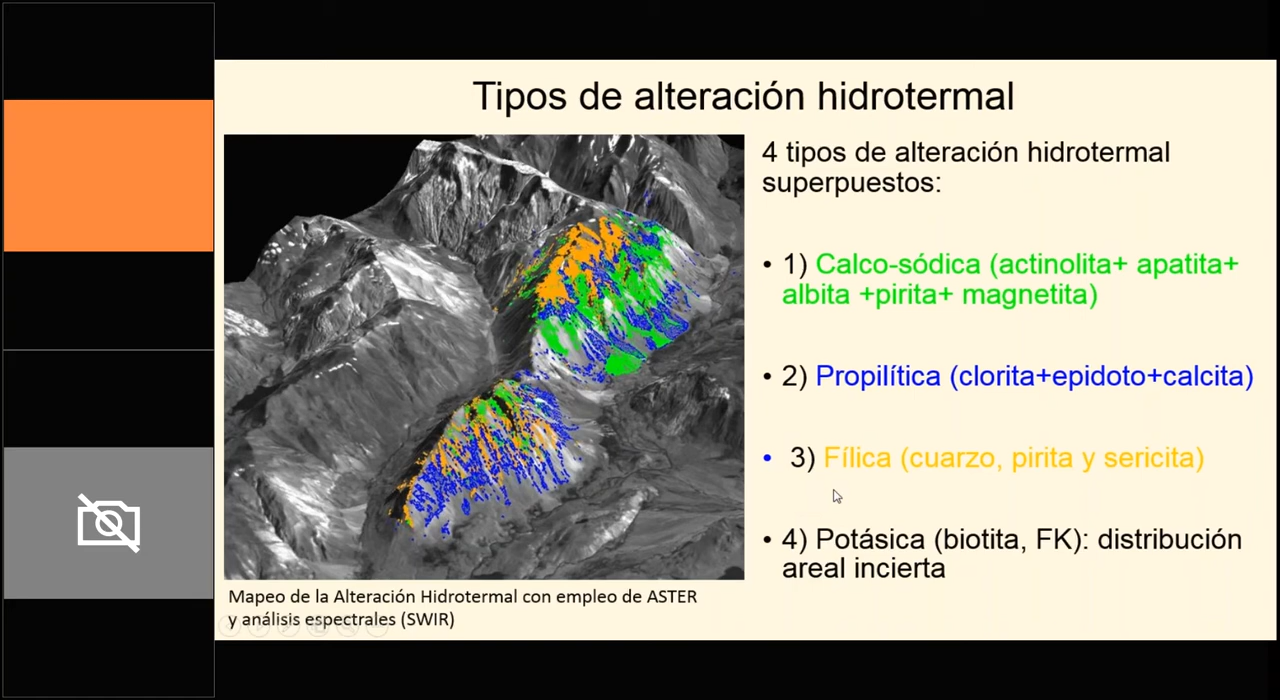 Tipos de alteración hidrotermal
4 tipos de alteración hidrotermal
superpuestos:
• 1) Calco-sódica (actinolita+ apatita+
albita +pirita+ magnetita)
• 2) Propilítica (clorita+epidoto+calcita)
• 3) Fílica (cuarzo, pirita y sericita)
• 4) Potásica (biotita, FK): distribución
areal incierta
Mapeo de la Alteración Hidrotermal con empleo de ASTER
y análisis espectrales (SWIR)